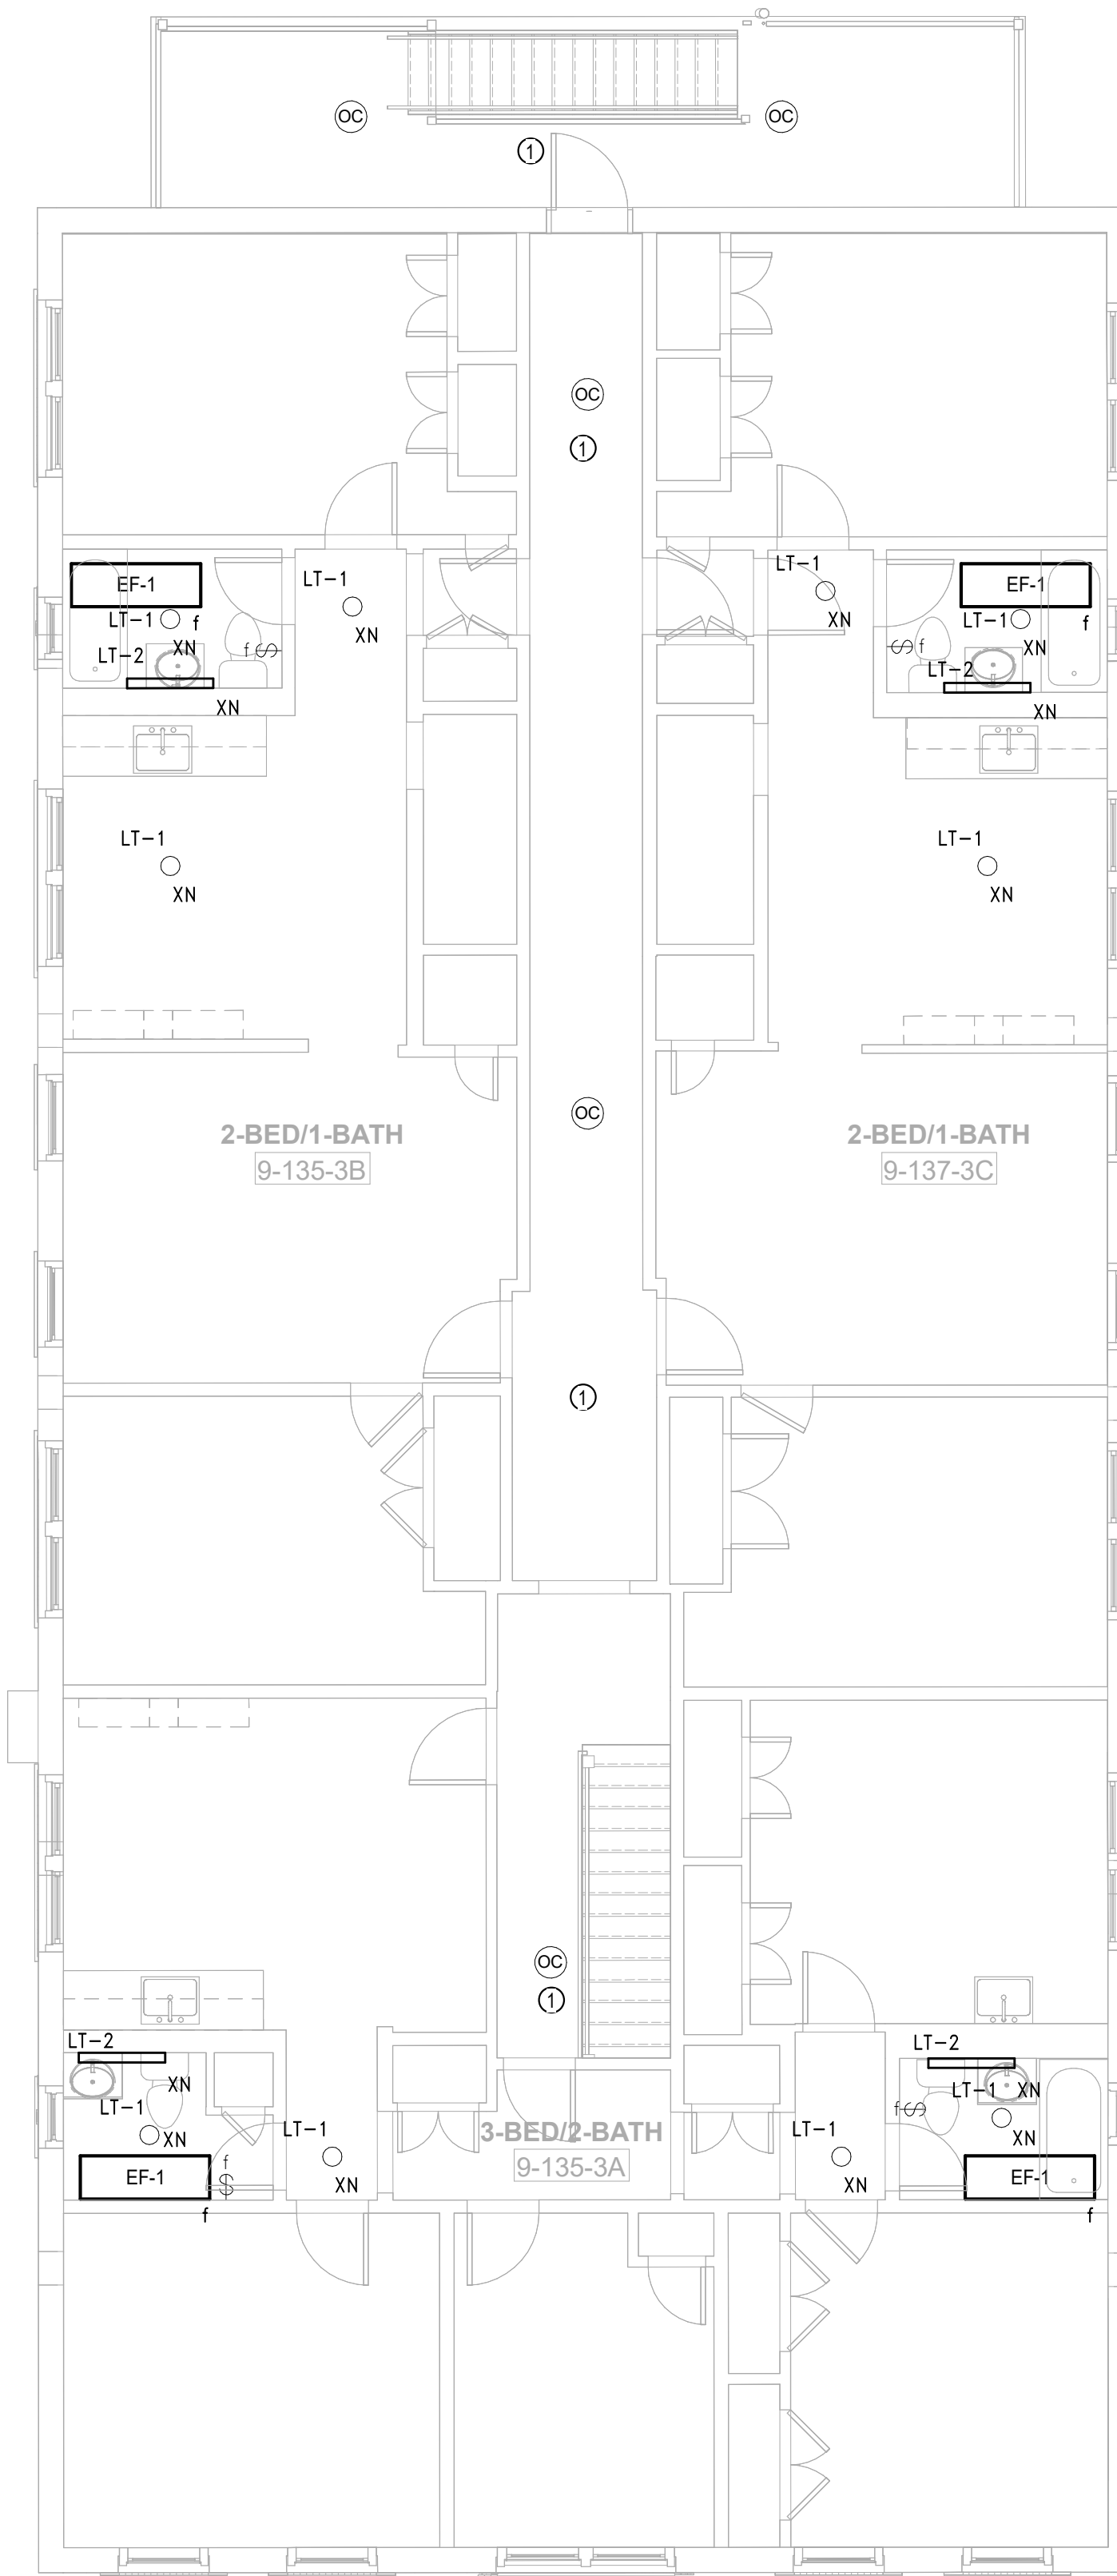 OC
OC
1
OC
1
LT-1
LT-1
XN
XN
EF-1
EF-1
LT-1
f
XN
f
$
LT-2
XN
LT-1
f
XN
f
$
LT-2
XN
LT-1
XN
LT-1
XN
OC
2-BED/1-BATH
9-135-3B
2-BED/1-BATH
9-137-3C
1
OC
1
LT-2
XN
LT-1
XN
EF-1
f
f
$
LT-1
XN
3-BED/2-BATH
9-135-3A
LT-1
XN
LT-2
LT-1
XN
XN
f
$
EF-1
f